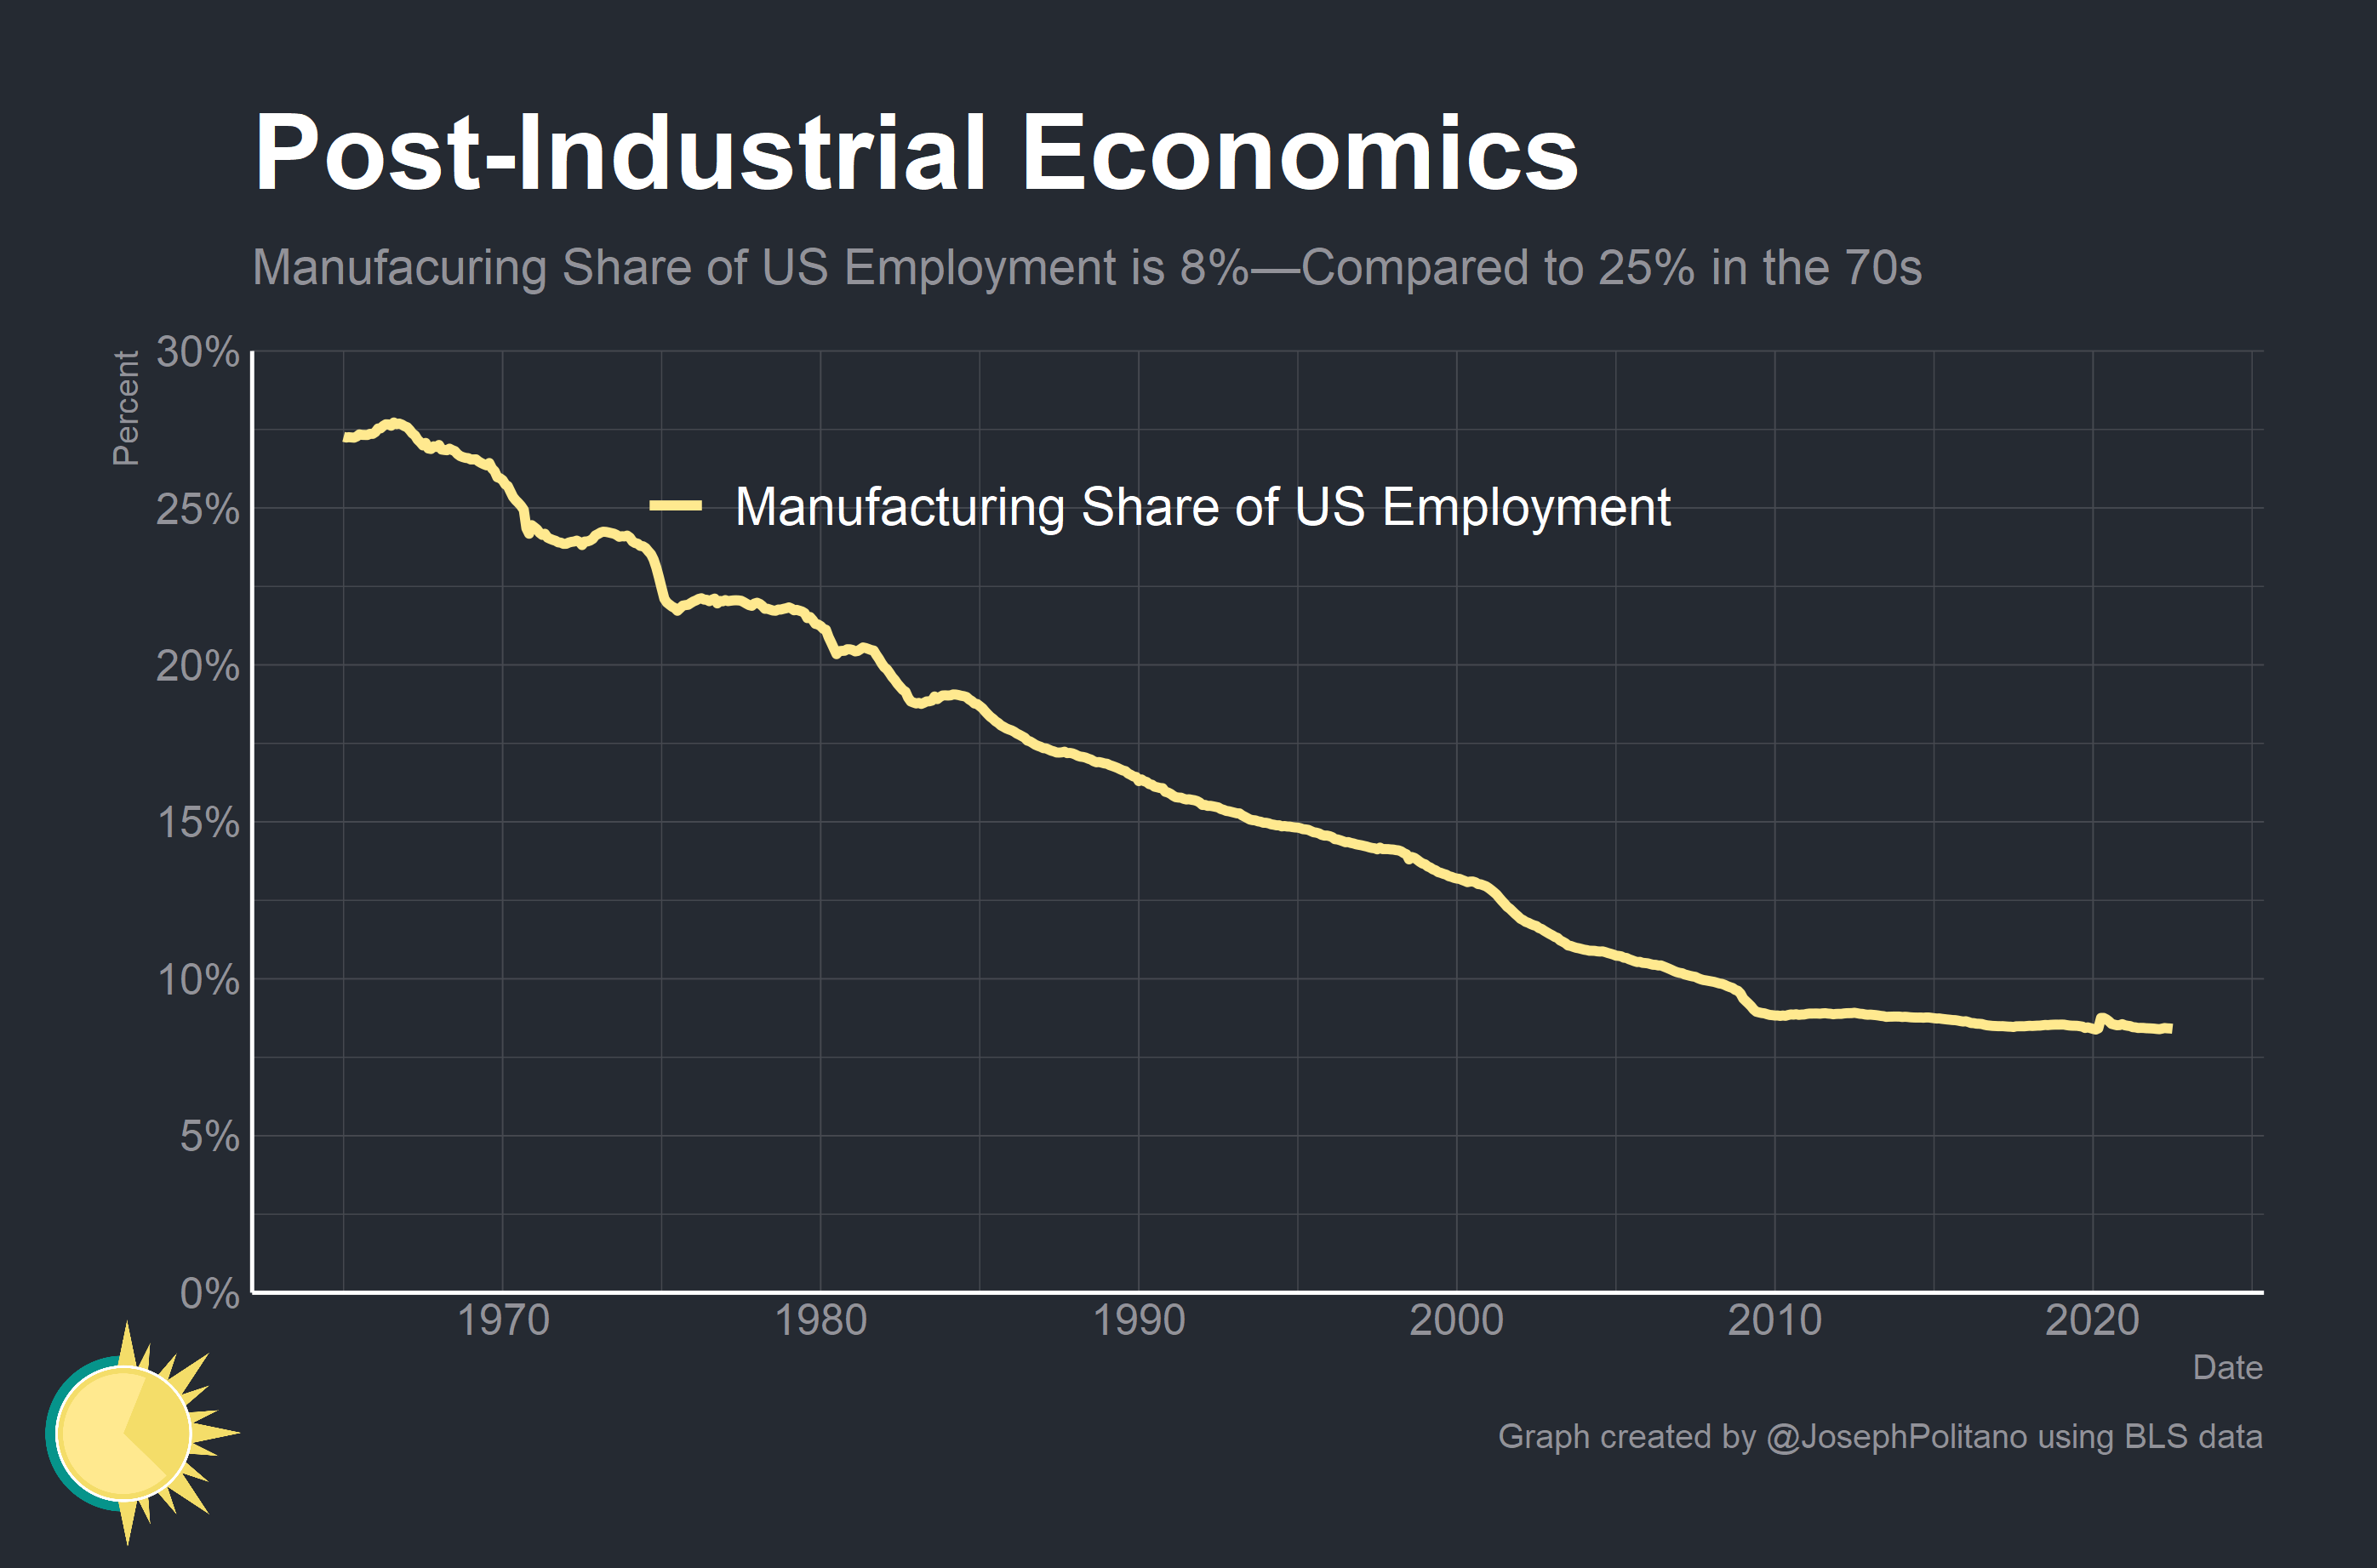 Post-Industrial Economics
Manufacuring Share of US Employment is 8%—Compared to 25% in the 70s
Percent
30%
25%
20%
15%
10%
5%
0%
Manufacturing Share of US Employment
1970 1980 1990 2000 2010 2020
Date
Graph created by @JosephPolitano using BLS data